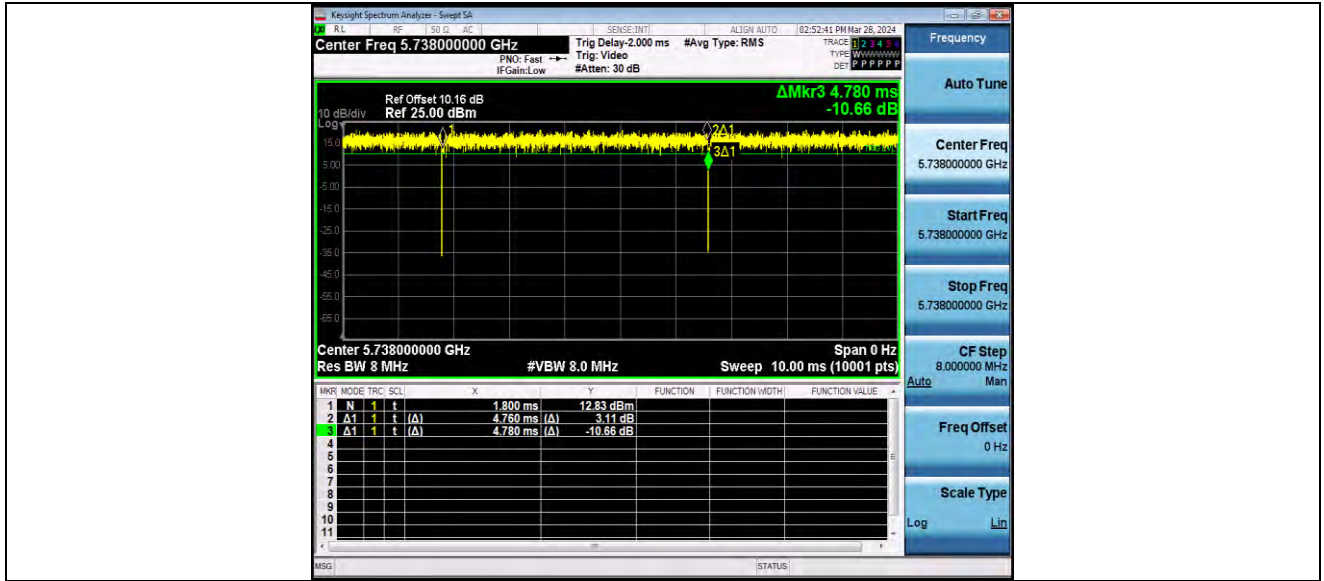 Keysight Spectrum Analyzer - Swept SA
RL RF 50 Ω AC SENSE:INT ALIGN AUTO 02:52:41 PM Mar 28, 2024
Center Freq 5.738000000 GHz
Trig Delay-2.000 ms #Avg Type: RMS
TRACE 1 2 3 4 5 6
PNO: Fast Trig: Video
TYPE WWWWWW
IFGain:Low #Atten: 30 dB
DET P P P P P P
Frequency
ΔMkr3 4.780 ms
-10.66 dB
Ref Offset 10.16 dB
10 dB/div Ref 25.00 dBm
Log
1
2Δ1
3Δ1
15.0
5.00
-5.00
-15.0
-25.0
-35.0
-45.0
-55.0
-65.0
Center 5.738000000 GHz Span 0 Hz
Res BW 8 MHz #VBW 8.0 MHz Sweep 10.00 ms (10001 pts)
MKR MODE TRC SCL X Y FUNCTION FUNCTION WIDTH FUNCTION VALUE
1 N 1 t 1.800 ms 12.83 dBm
2 Δ1 1 t (Δ) 4.760 ms (Δ) 3.11 dB
3 Δ1 1 t (Δ) 4.780 ms (Δ) -10.66 dB
4
5
6
7
8
9
10
11
MSG STATUS
Auto Tune
Center Freq
5.738000000 GHz
Start Freq
5.738000000 GHz
Stop Freq
5.738000000 GHz
CF Step
8.000000 MHz
Auto Man
Freq Offset
0 Hz
Scale Type
Log Lin